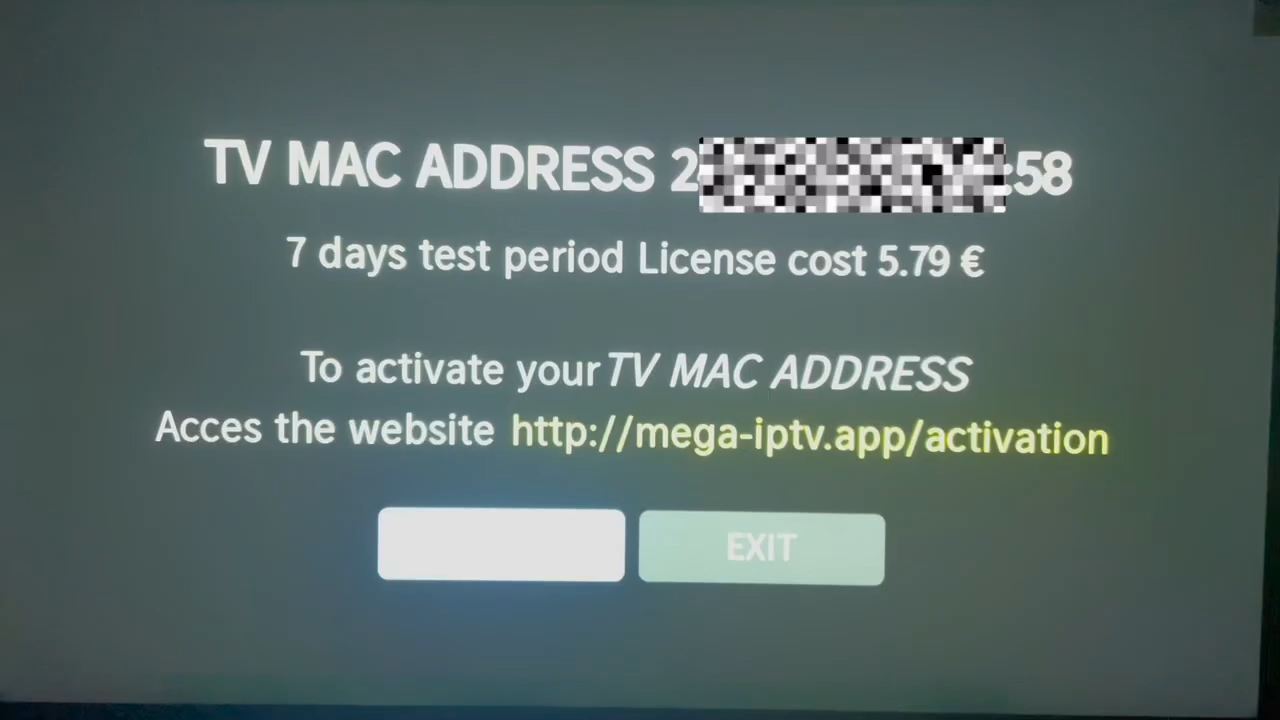 TV MAC ADDRESS 2 :58
7 days test period License cost 5.79 €
To activate your TV MAC ADDRESS
Acces the website http://mega-iptv.app/activation
EXIT